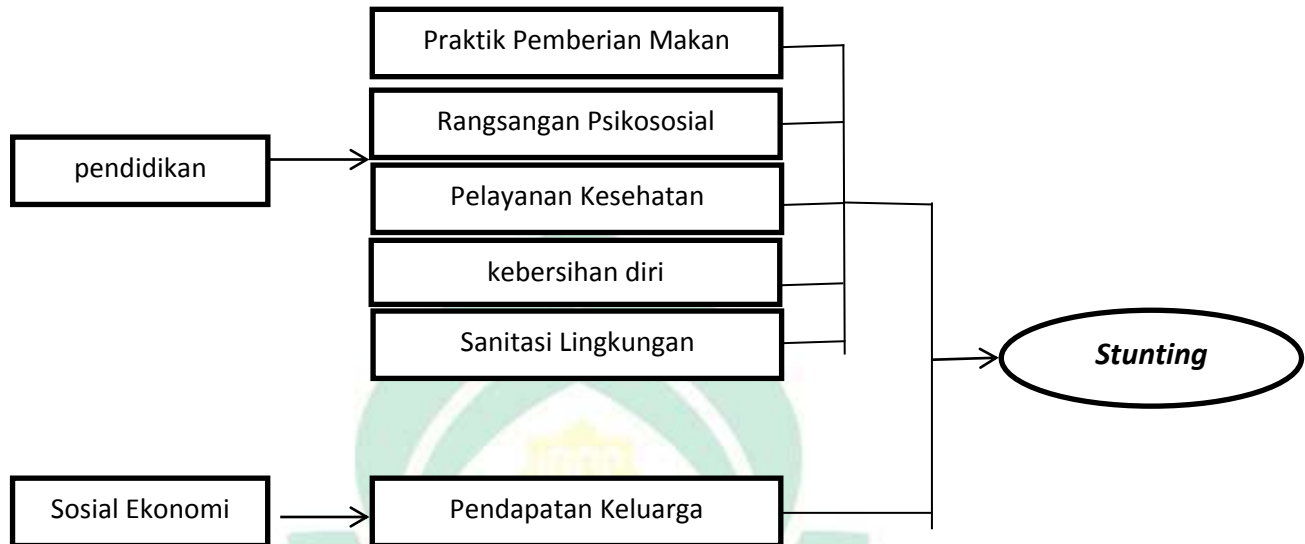 Praktik Pemberian Makan
Rangsangan Psikososial
pendidikan
Pelayanan Kesehatan
kebersihan diri
Sanitasi Lingkungan
Stunting
Sosial Ekonomi
Pendapatan Keluarga